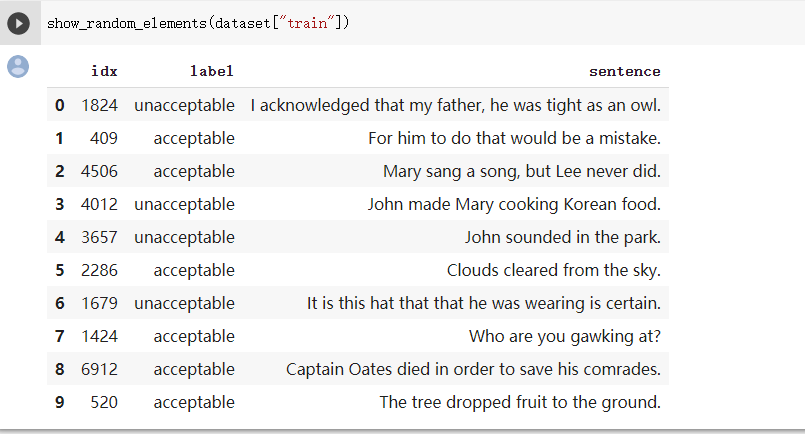 show_random_elements(dataset["train"])
idx label sentence
0 1824 unacceptable I acknowledged that my father, he was tight as an owl.
1 409 acceptable For him to do that would be a mistake.
2 4506 acceptable Mary sang a song, but Lee never did.
3 4012 unacceptable John made Mary cooking Korean food.
4 3657 unacceptable John sounded in the park.
5 2286 acceptable Clouds cleared from the sky.
6 1679 unacceptable It is this hat that that he was wearing is certain.
7 1424 acceptable Who are you gawking at?
8 6912 acceptable Captain Oates died in order to save his comrades.
9 520 acceptable The tree dropped fruit to the ground.